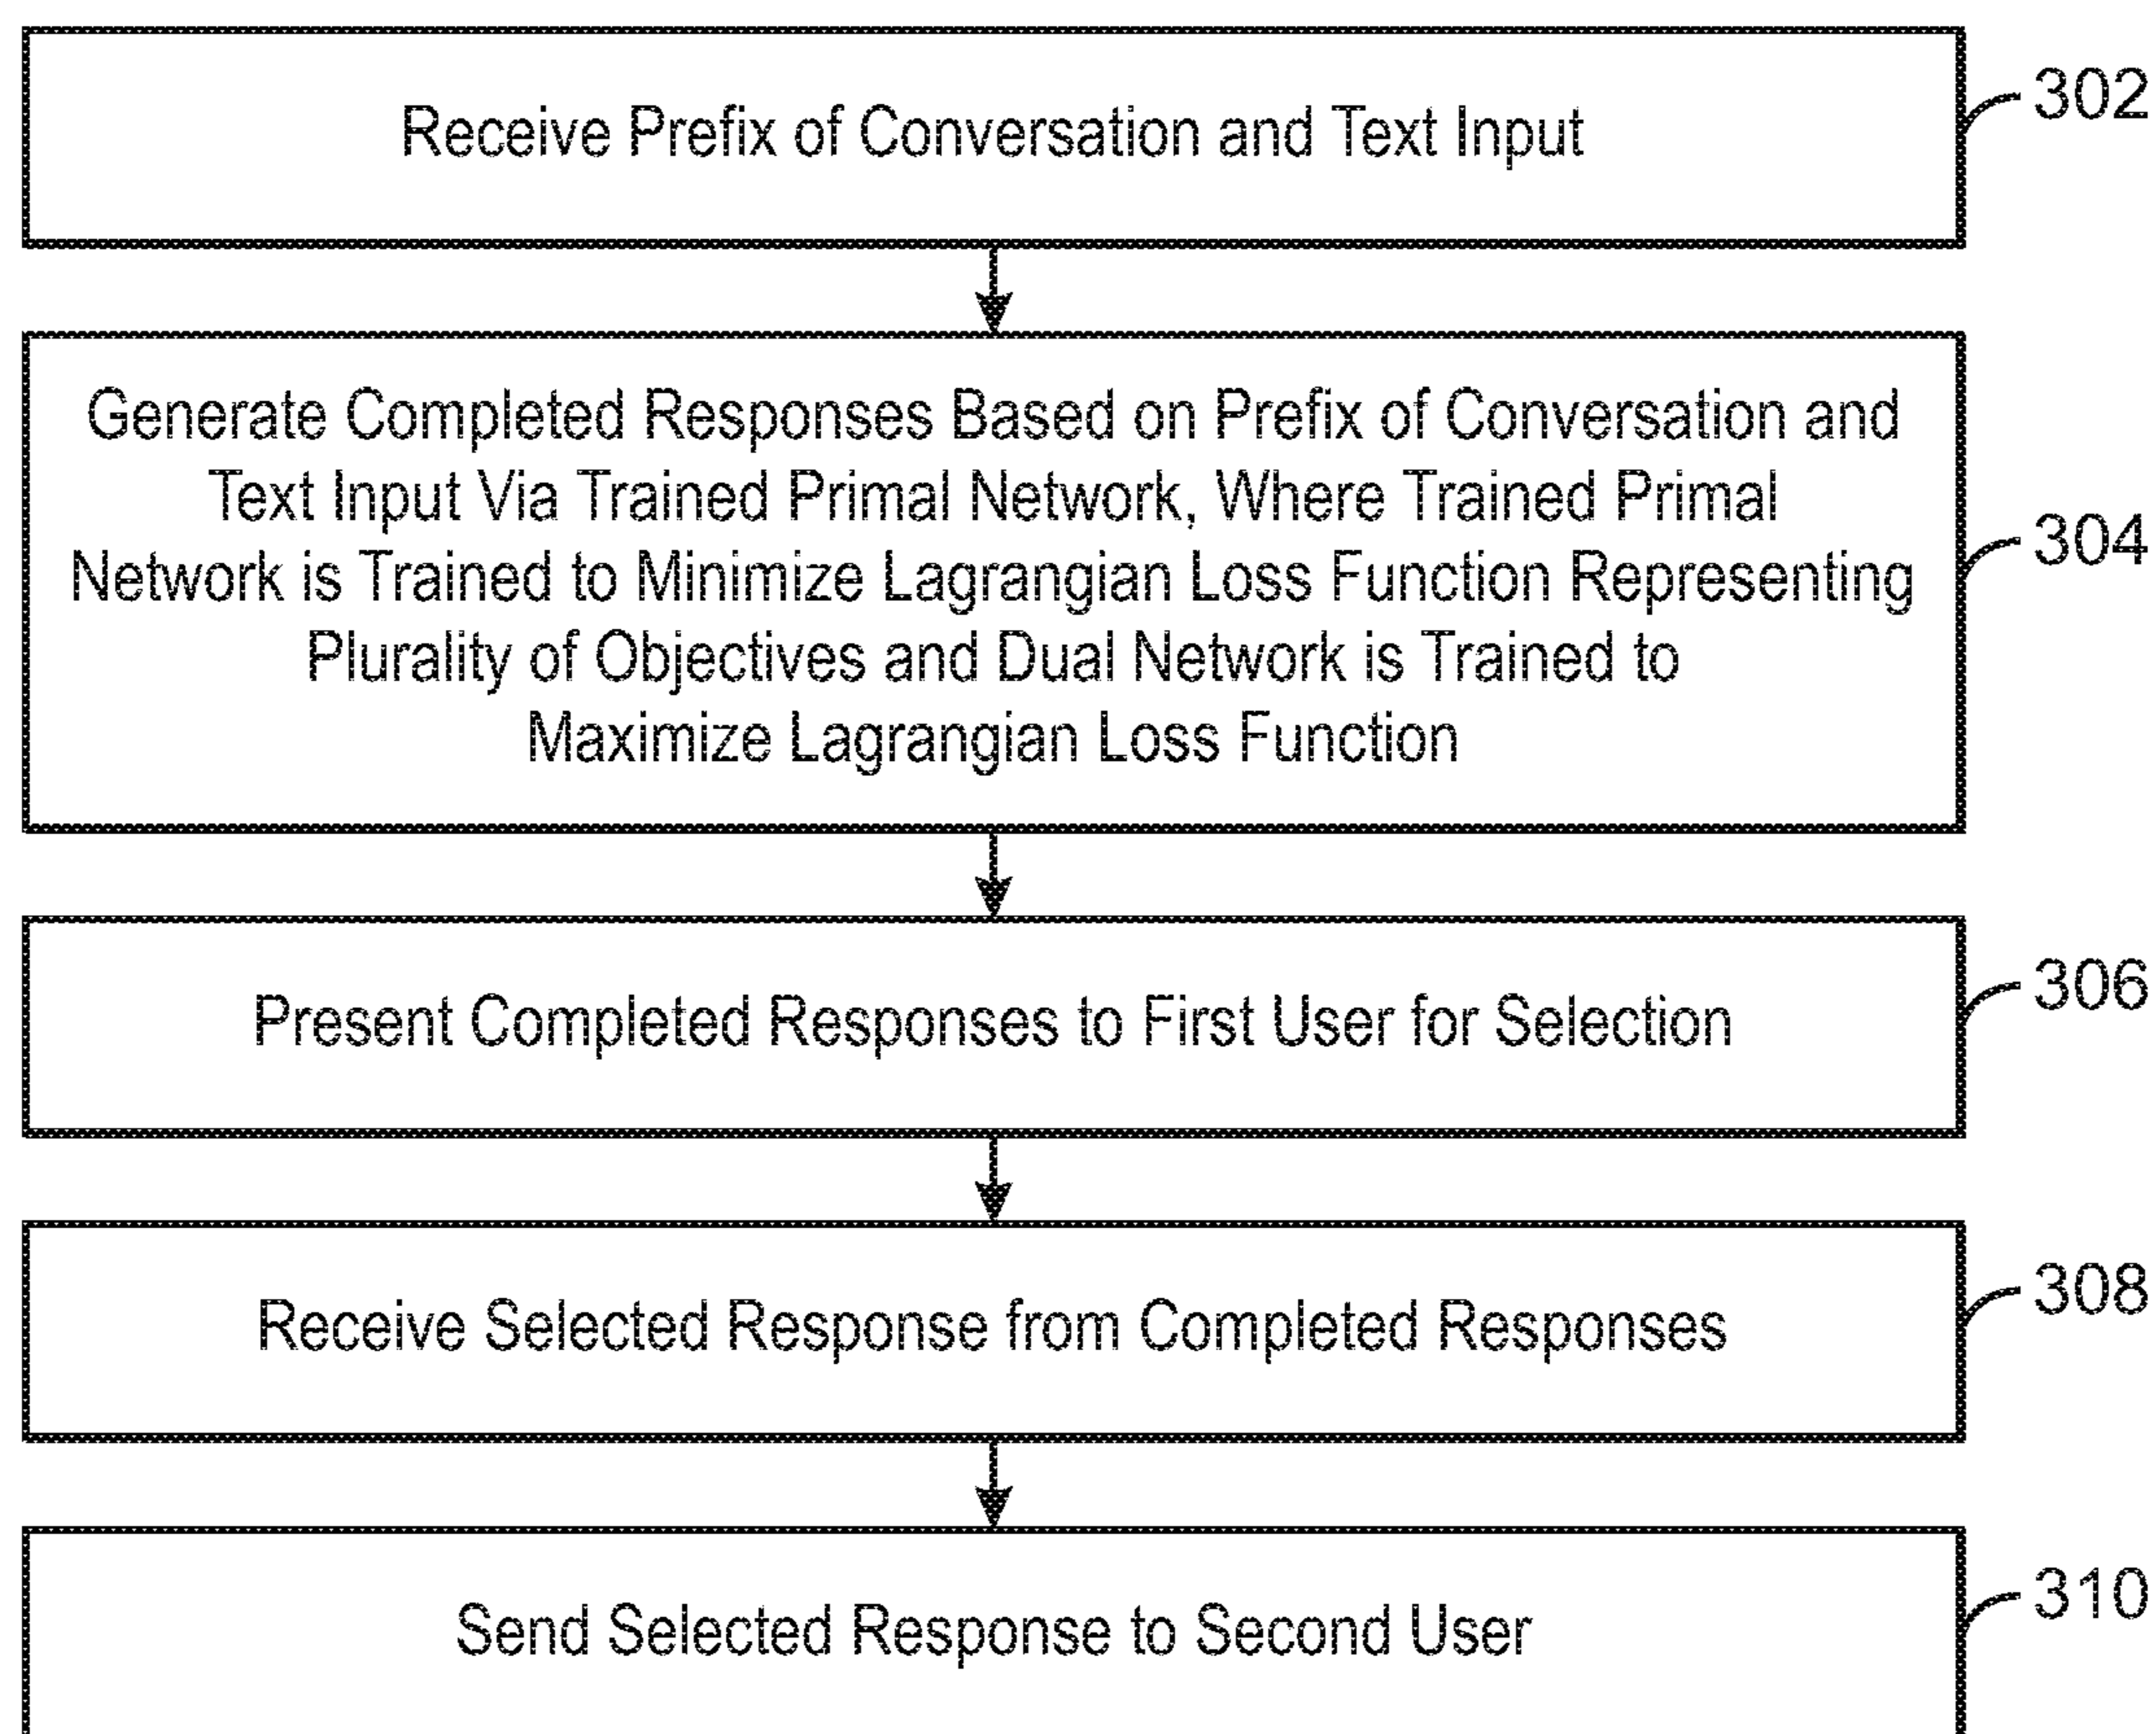 Receive Prefix of Conversation and Text Input
302
Generate Completed Responses Based on Prefix of Conversation and
Text Input Via Trained Primal Network, Where Trained Primal
Network is Trained to Minimize Lagrangian Loss Function Representing
Plurality of Objectives and Dual Network is Trained to
Maximize Lagrangian Loss Function
304
Present Completed Responses to First User for Selection
306
Receive Selected Response from Completed Responses
308
Send Selected Response to Second User
310